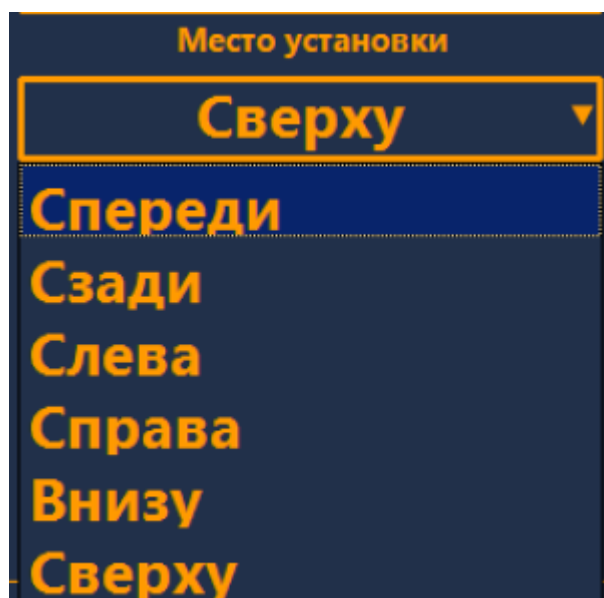 Место установки
Сверху
Спереди
Сзади
Слева
Справа
Внизу
Сверху